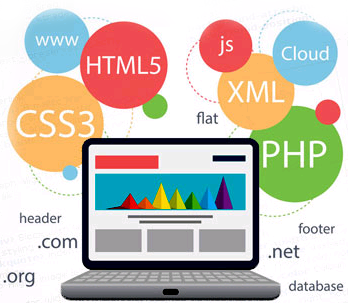 www
HTML5
js
Cloud
CSS3
XML
flat
PHP
header
footer
.com
.net
.org
database